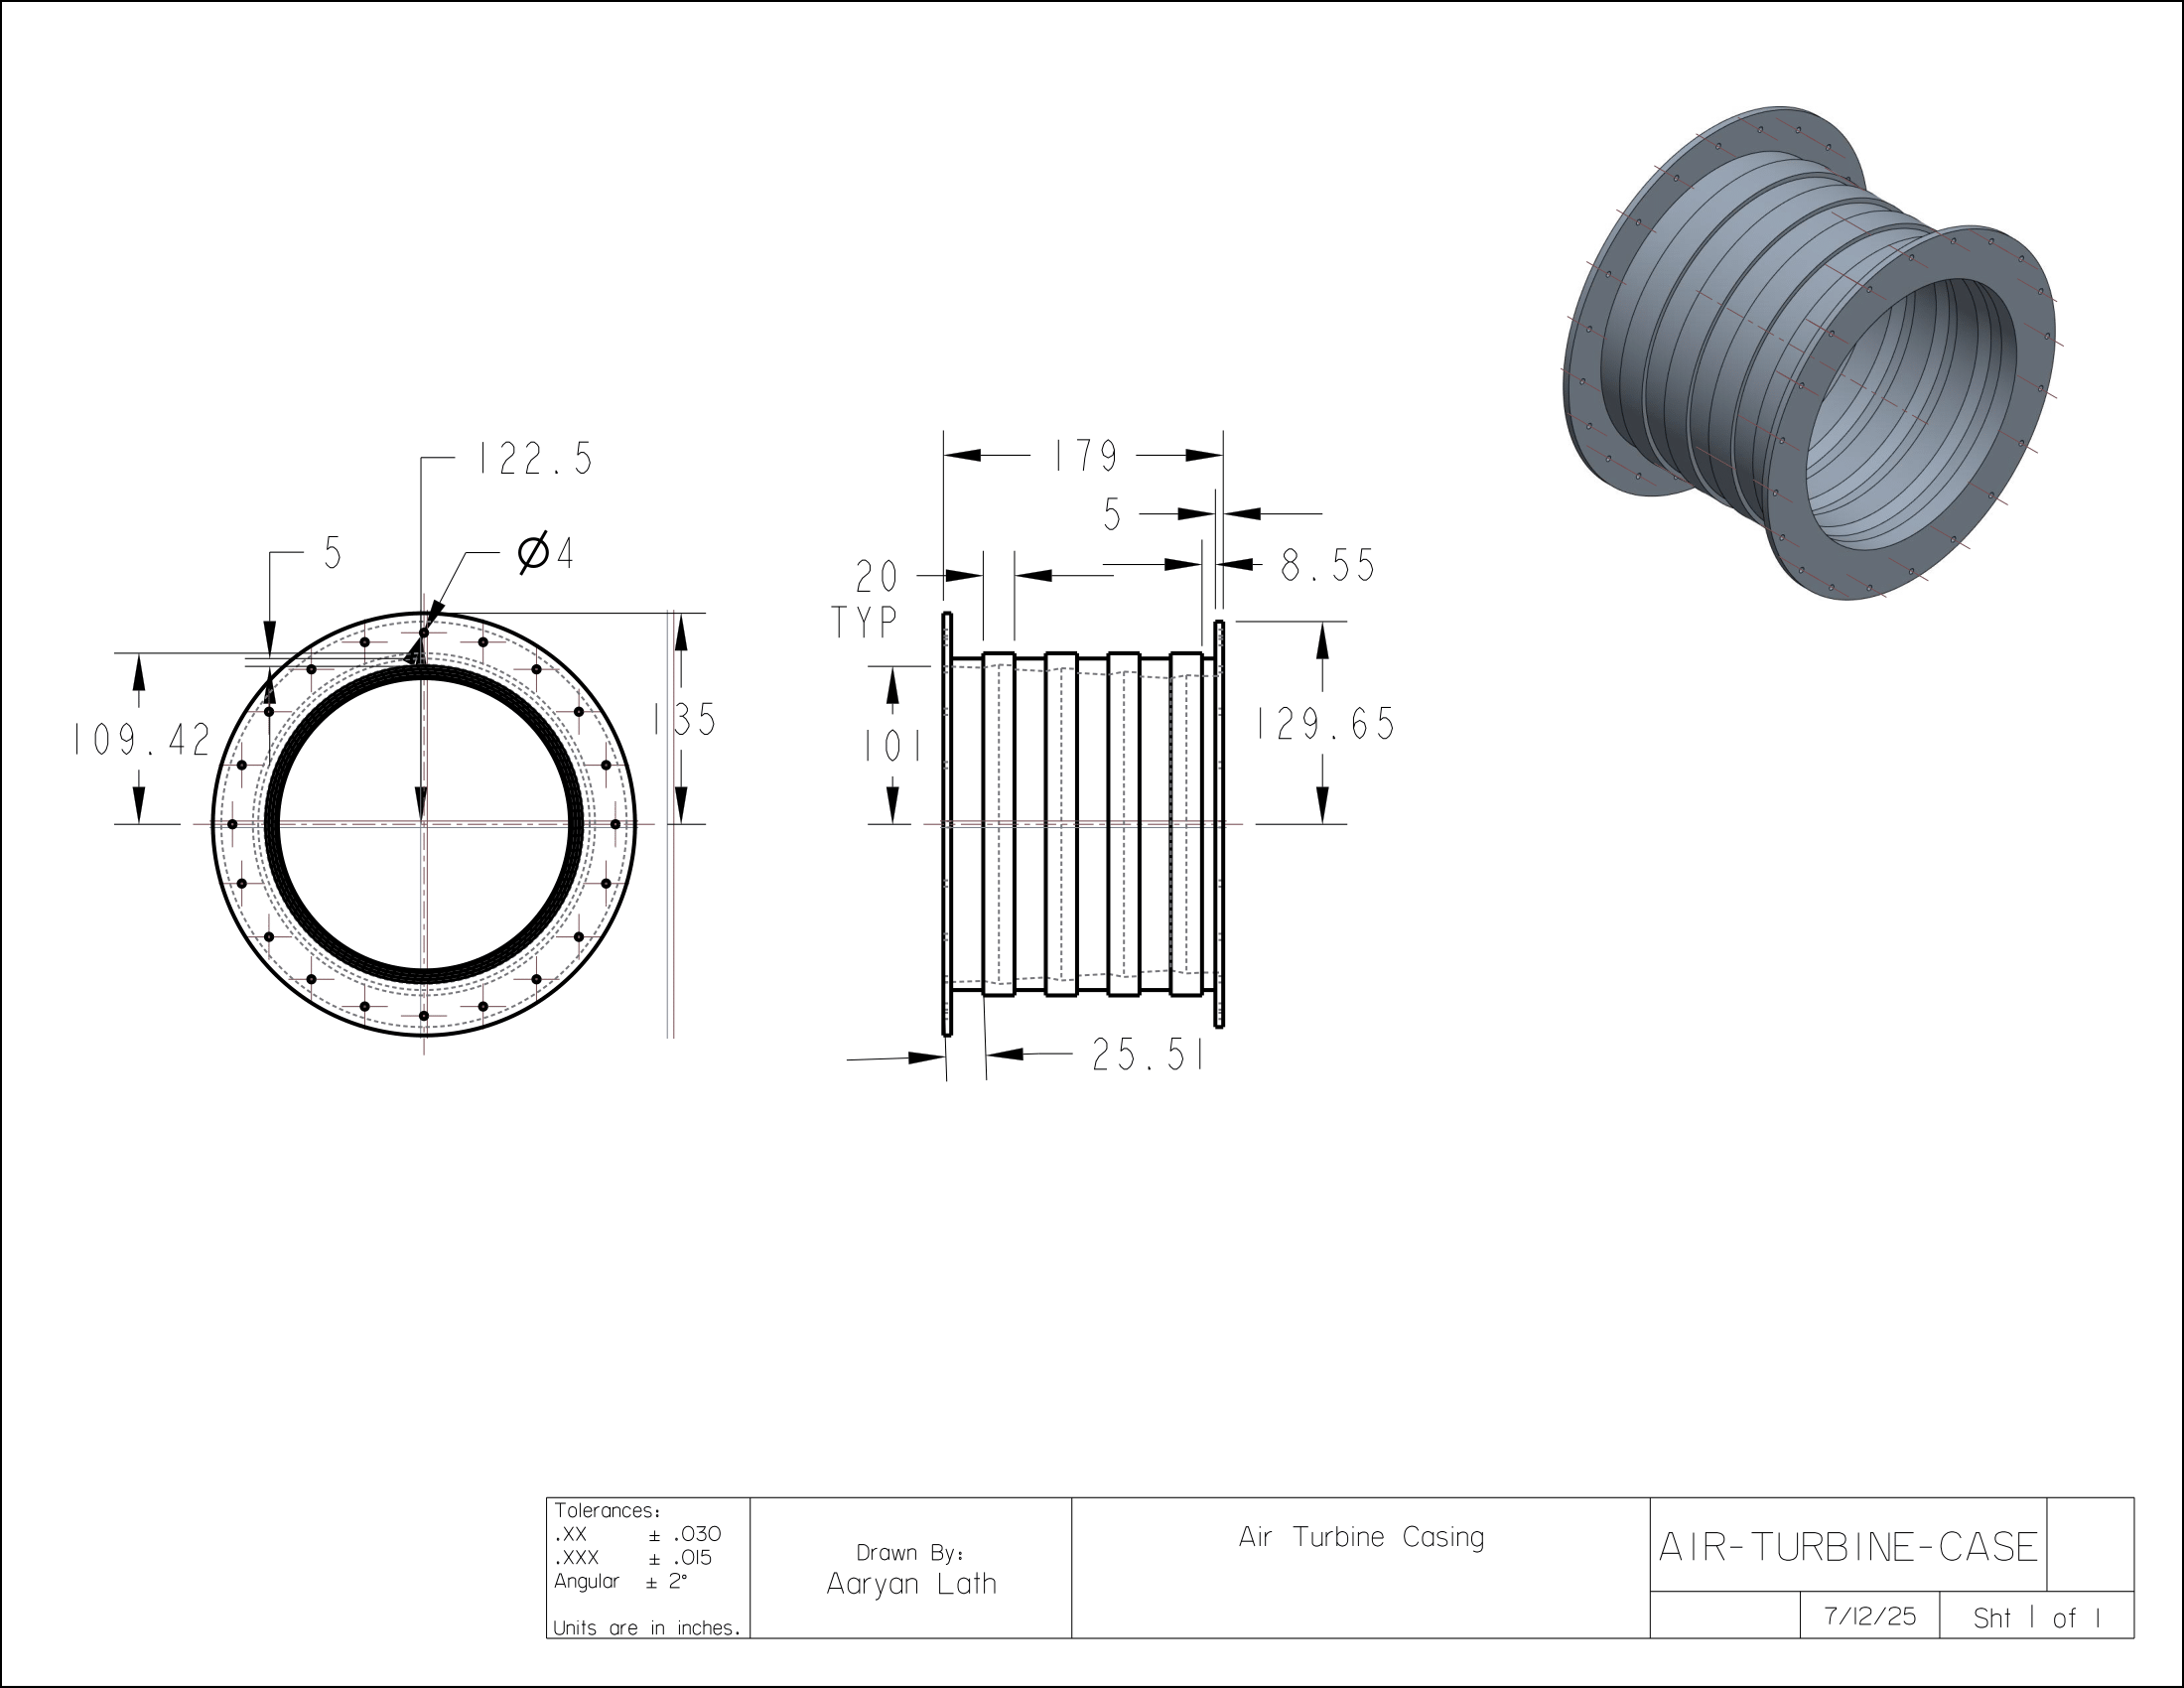 122.5
179
5
5
Ø4
8.55
20
TYP
109.42
135
101
129.65
25.51
Tolerances:
.XX ± .030
.XXX ± .015
Angular ± 2°
Units are in inches.
Drawn By:
Aaryan Lath
Air Turbine Casing
AIR-TURBINE-CASE
7/12/25
Sht 1 of 1